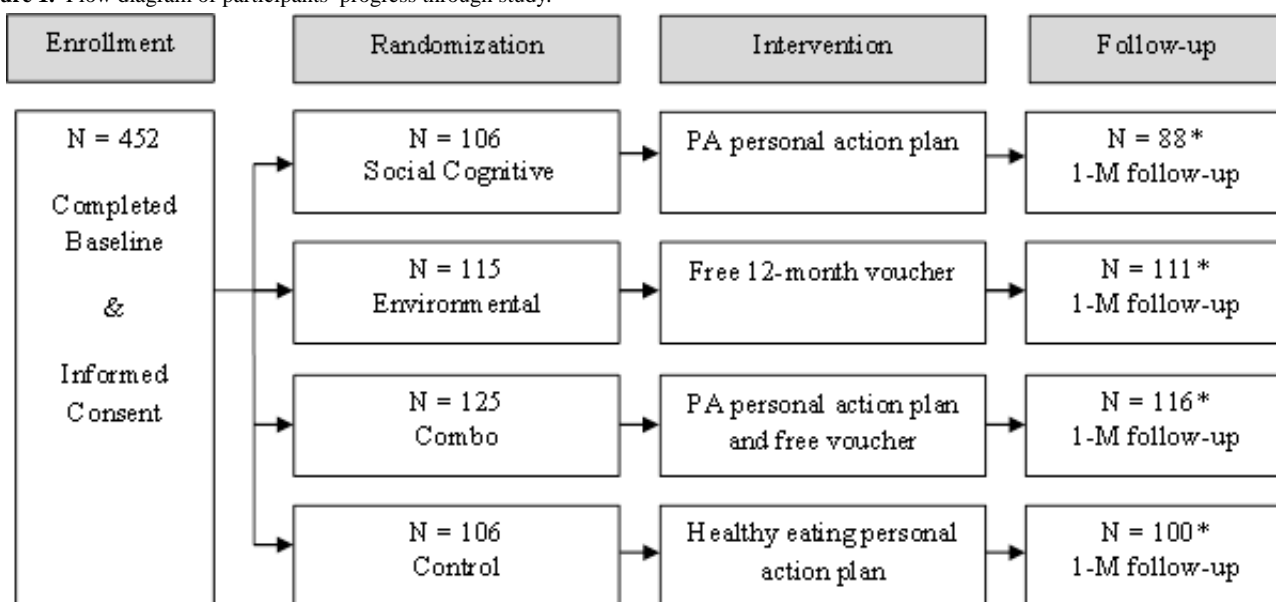 Figure 1. Flow diagram of participants' progress through study.
Enrollment
Randomization
Intervention
Follow-up
N = 452
Completed
Baseline
&
Informed
Consent
N = 106
Social Cognitive
PA personal action plan
N = 88*
1-M follow-up
N = 115
Environmental
Free 12-month voucher
N = 111*
1-M follow-up
N = 125
Combo
PA personal action plan
and free voucher
N = 116*
1-M follow-up
N = 106
Control
Healthy eating personal
action plan
N = 100*
1-M follow-up